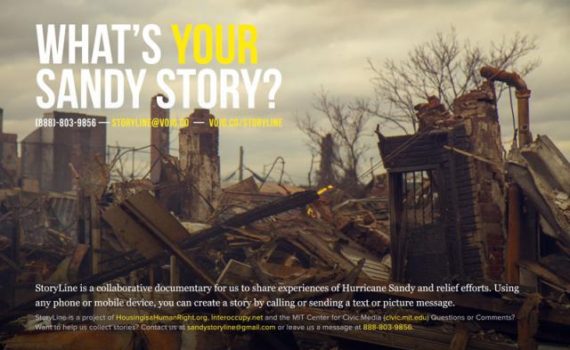 WHAT'S YOUR
SANDY STORY?
(888)-803-9856 — STORYLINE@VOJO.CO — VOJO.CO/STORYLINE
StoryLine is a collaborative documentary for us to share experiences of Hurricane Sandy and relief efforts. Using
any phone or mobile device, you can create a story by calling or sending a text or picture message.
StoryLine is a project of HousingisaHumanRight.org, Interoccupy.net and the MIT Center for Civic Media (civic.mit.edu) Questions or Comments?
Want to help us collect stories? Contact us at sandystoryline@gmail.com or leave us a message at 888-803-9856.